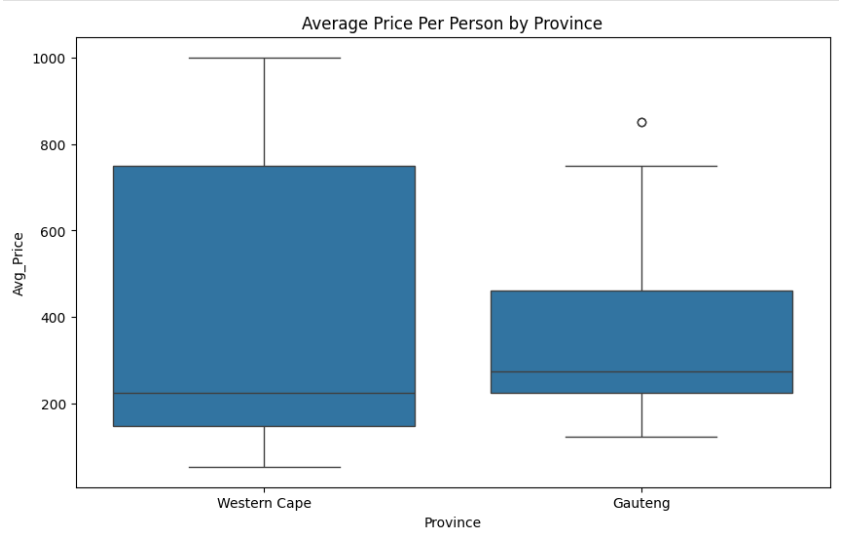 Average Price Per Person by Province
1000
800
600
400
200
Avg_Price
Western Cape
Gauteng
Province